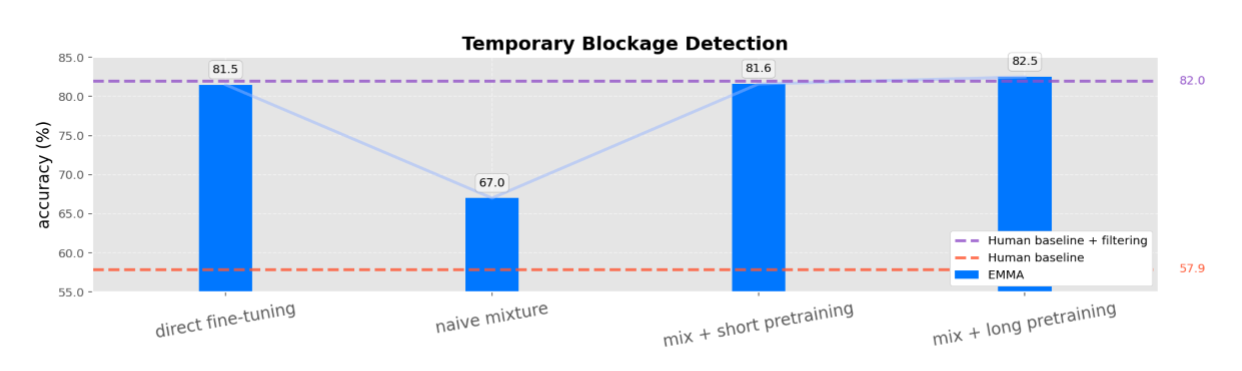 Temporary Blockage Detection
accuracy (%)
85.0
80.0
75.0
70.0
65.0
60.0
55.0
81.5
67.0
81.6
82.5
82.0
57.9
Human baseline + filtering
Human baseline
EMMA
direct fine-tuning
naive mixture
mix + short pretraining
mix + long pretraining